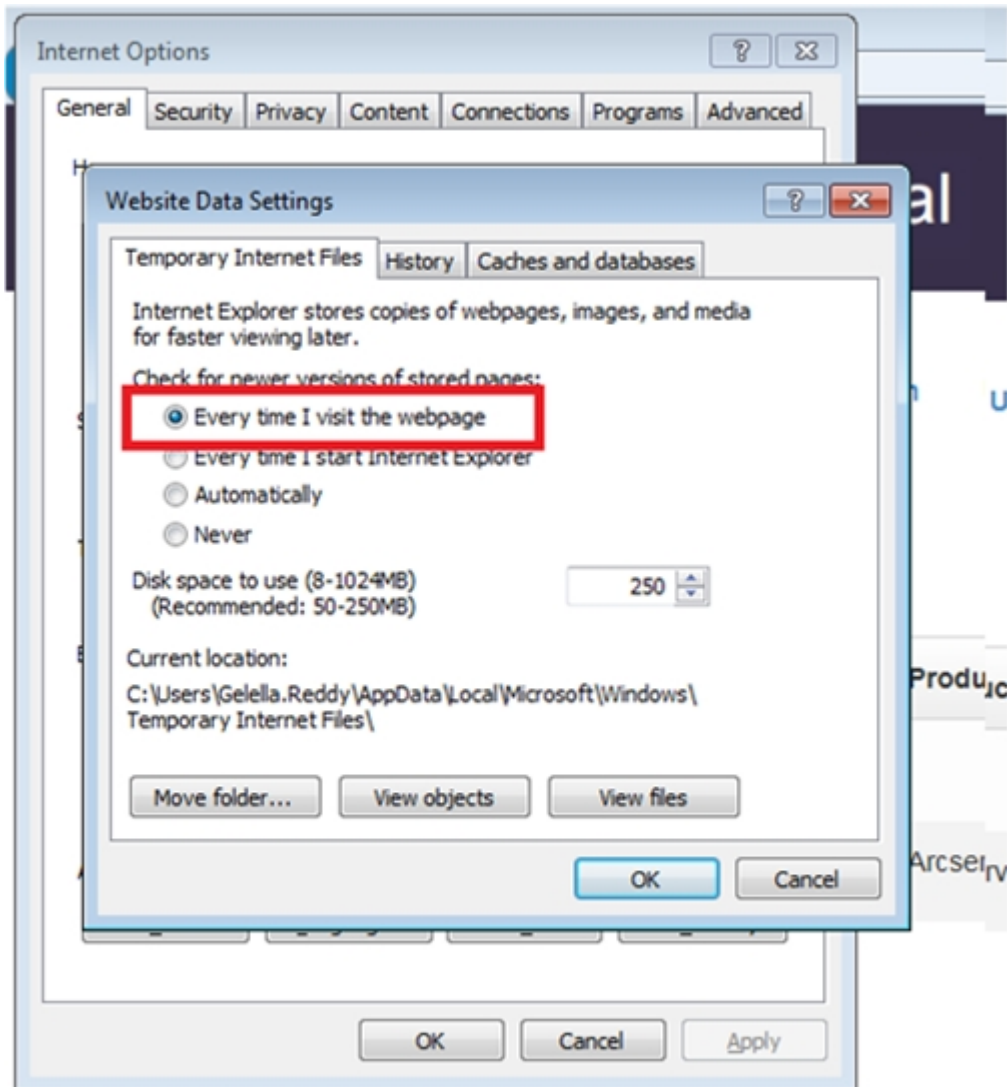 Internet Options
General Security Privacy Content Connections Programs Advanced
al
Website Data Settings
Temporary Internet Files History Caches and databases
Internet Explorer stores copies of webpages, images, and media
for faster viewing later.
Check for newer versions of stored pages:
Every time I visit the webpage
Every time I start Internet Explorer
Automatically
Never
Disk space to use (8-1024MB) 250
(Recommended: 50-250MB)
Current location:
C:\Users\Gelella.Reddy\AppData\Local\Microsoft\Windows\
Temporary Internet Files\
Produ
Move folder... View objects View files
Arcser
OK Cancel
OK Cancel Apply